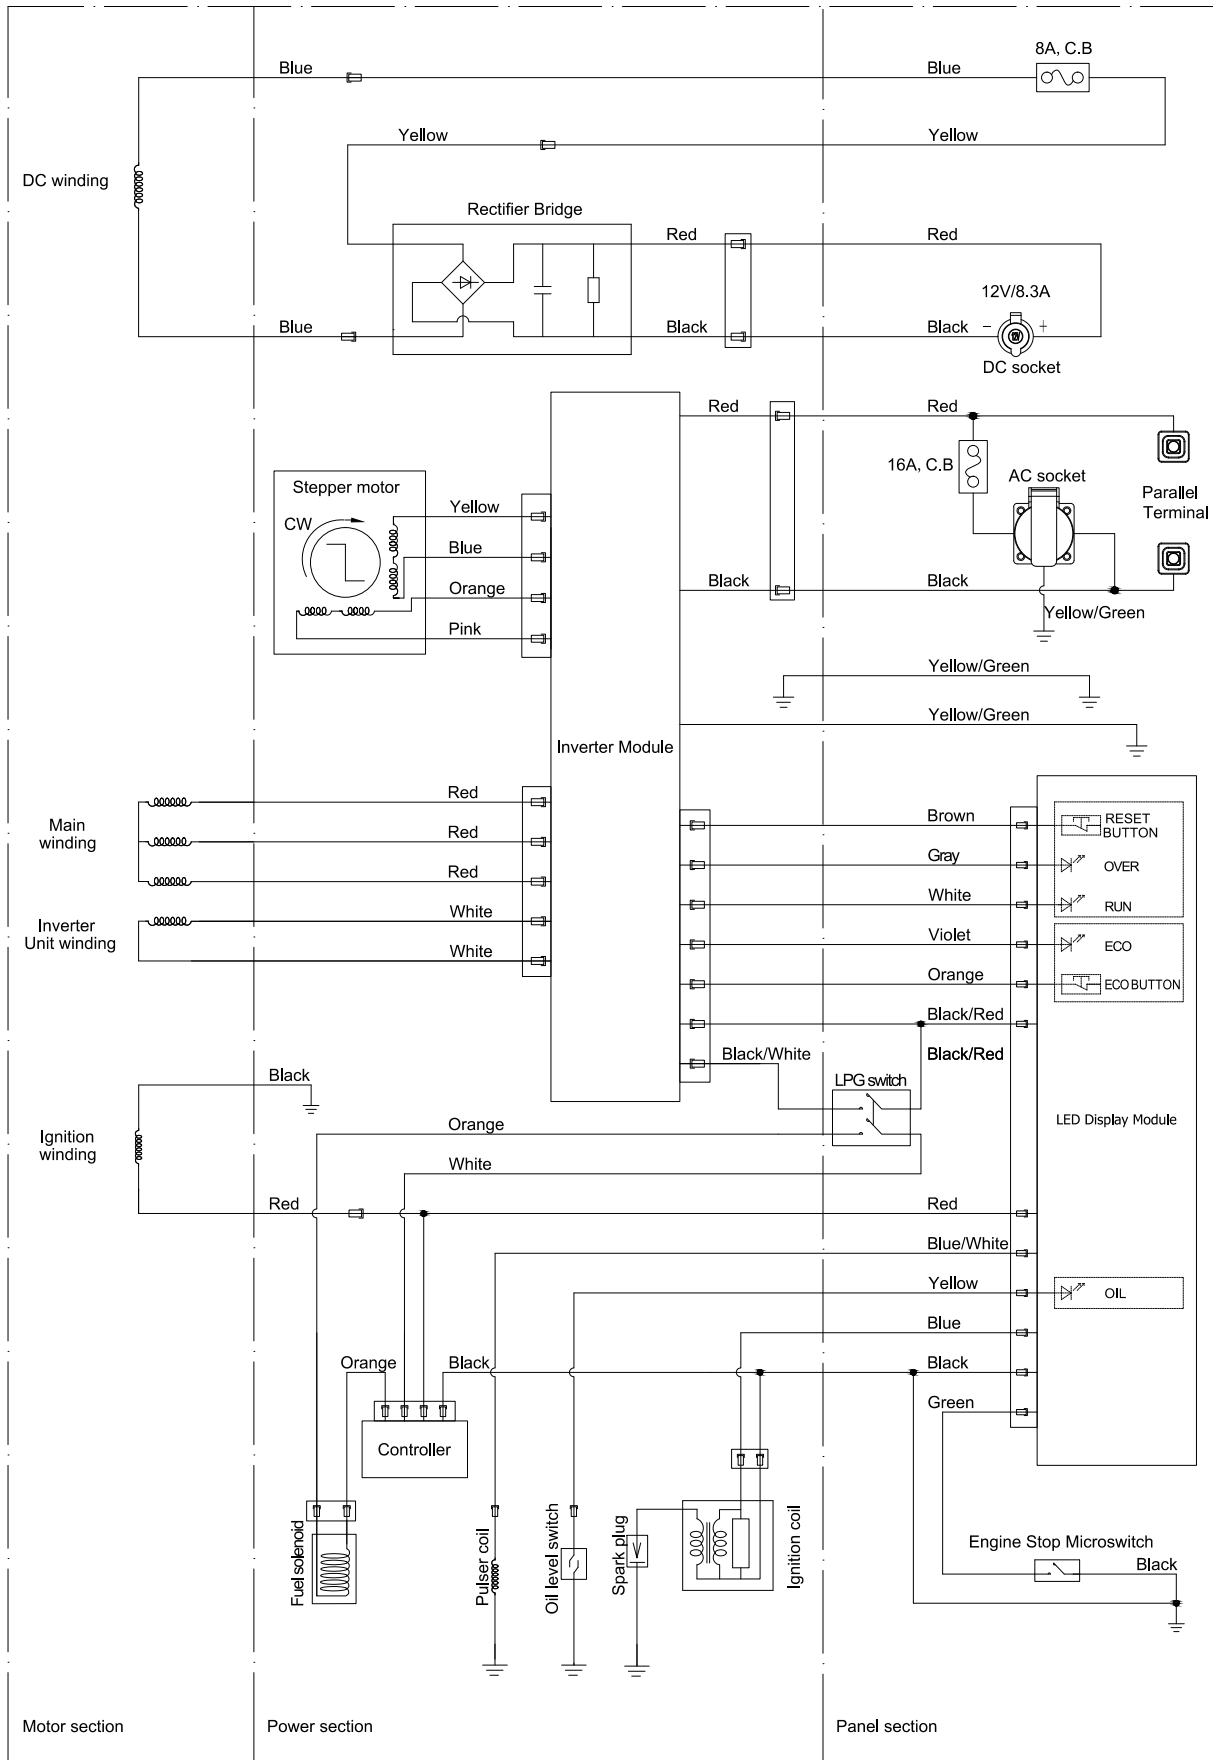 8A, C.B
Blue
Blue
Yellow
Yellow
DC winding
Rectifier Bridge
Red
Red
12V/8.3A
Blue
Black
Black
-
+
DC socket
Red
Red
16A, C.B
AC socket
Parallel
Terminal
Stepper motor
CW
Yellow
Blue
Orange
Pink
Black
Black
Yellow/Green
Yellow/Green
Yellow/Green
Inverter Module
Main
winding
Red
Red
Red
Inverter
Unit winding
White
White
Brown
RESET
BUTTON
Gray
OVER
White
RUN
Violet
ECO
Orange
ECO BUTTON
Black/Red
Black/White
Black/Red
LPG switch
LED Display Module
Black
Ignition
winding
Orange
White
Red
Red
Blue/White
Yellow
OIL
Blue
Orange
Black
Black
Green
Controller
Fuel solenoid
Pulser coil
Oil level switch
Spark plug
Ignition coil
Engine Stop Microswitch
Black
Motor section
Power section
Panel section